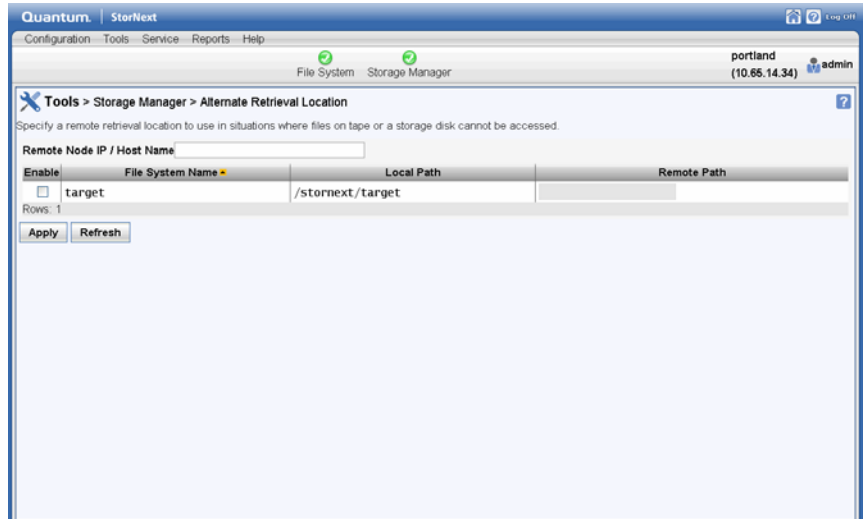 Quantum. StorNext Log Off
Configuration Tools Service Reports Help
File System Storage Manager portland (10.65.14.34) admin
Tools > Storage Manager > Alternate Retrieval Location
Specify a remote retrieval location to use in situations where files on tape or a storage disk cannot be accessed.
Remote Node IP / Host Name
Enable File System Name Local Path Remote Path
target /stornext/target
Rows: 1
Apply Refresh